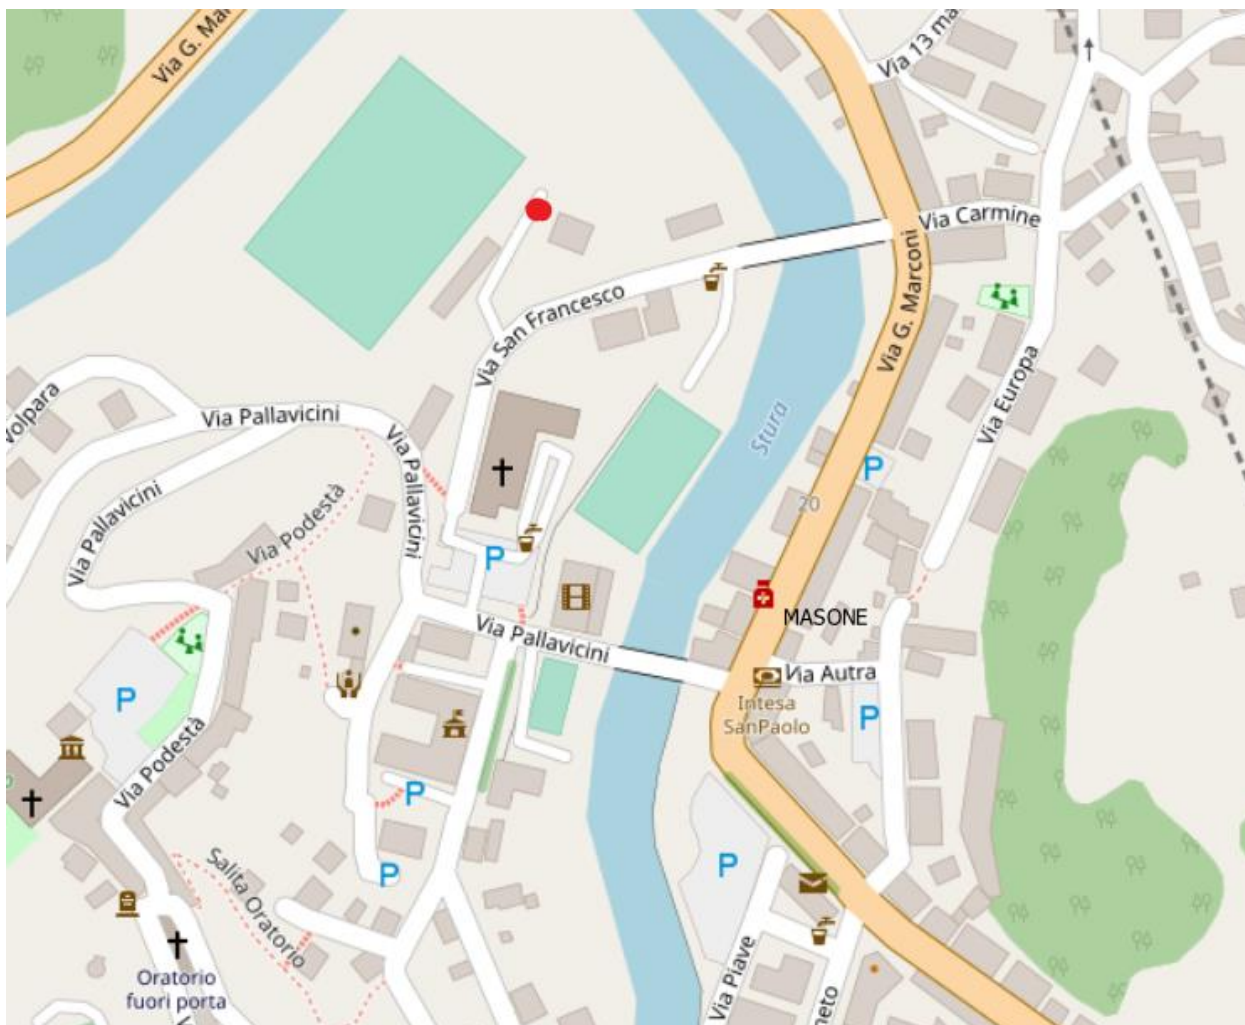 Via G. Mar
Via 13 ma
Via Carmine
Via G. Marconi
Via San Francesco
Volpara
Via Pallavicini
Via Pallavicini
Via Pallavicini
Via Europa
Stura
P
Via Podestà
20
P
MASONE
Via Pallavicini
Via Autra
P
Intesa
SanPaolo
P
Via Podestà
P
P
P
Salita Oratorio
Oratorio
fuori porta
Via Piave
neto